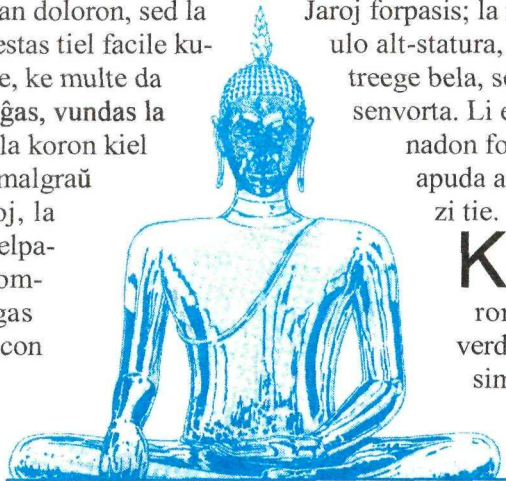 an doloron, sed la
estas tiel facile ku-
e, ke multe da
ĝas, vundas la
la koron kiel
malgraŭ
oj, la
elpa-
om-
gas
con
Jaroj forpasis; la
ulo alt-statura,
treege bela, se
senvorta. Li e
nadon fo
apuda a
zi tie.
K
ror
verd
sim